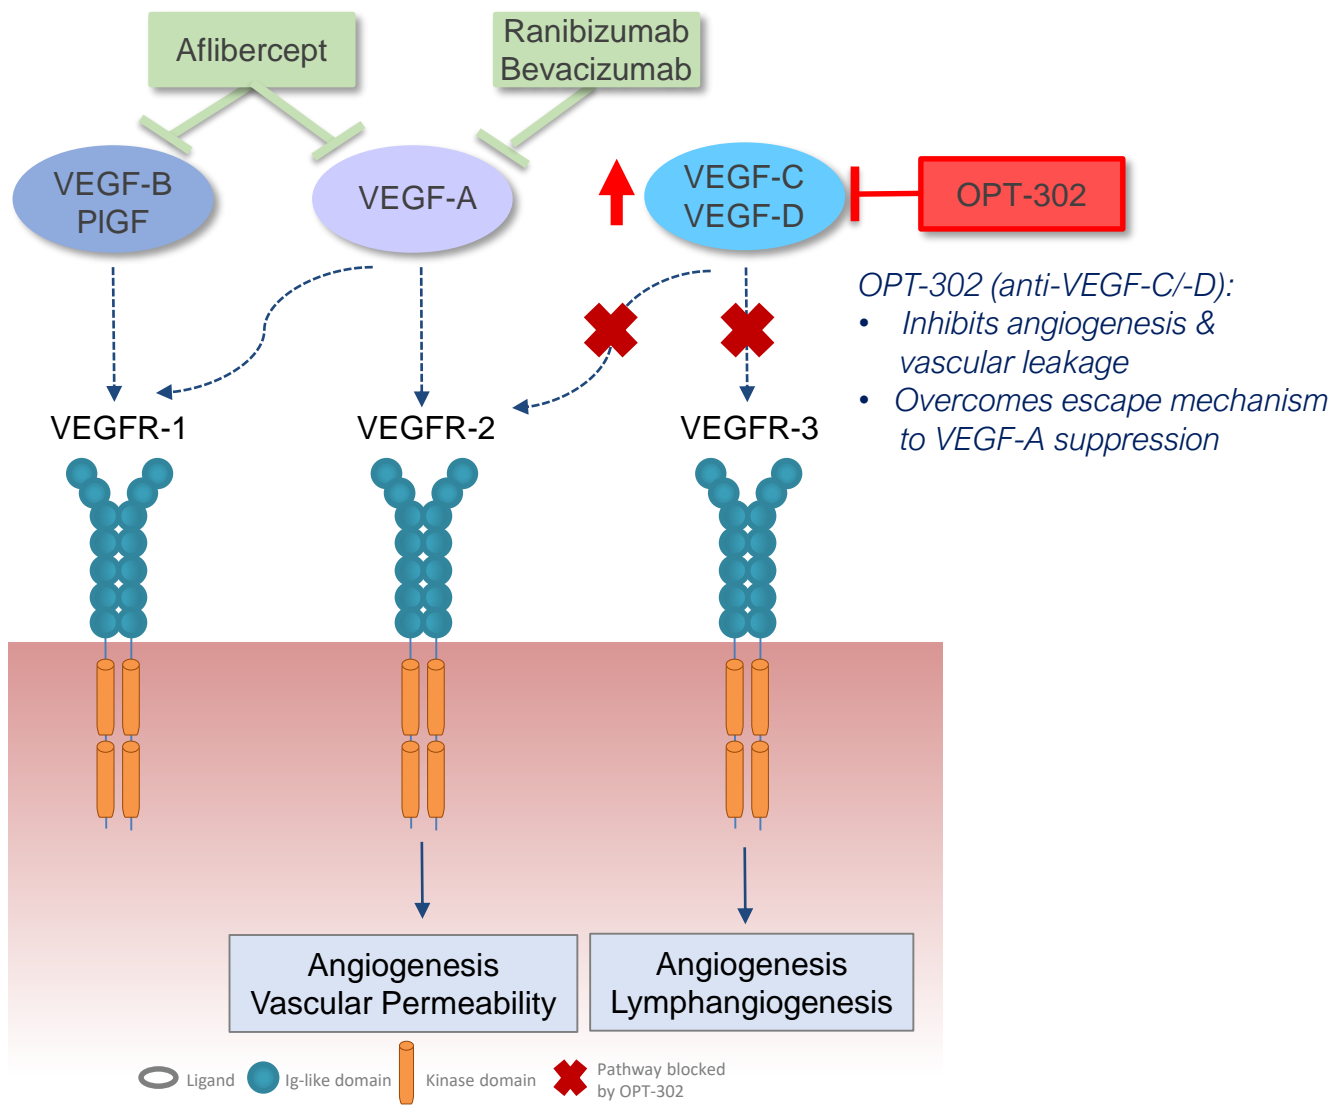 Aflibercept
Ranibizumab
Bevacizumab
VEGF-B
PIGF
VEGF-A
VEGF-C
VEGF-D
OPT-302
OPT-302 (anti-VEGF-C/-D):
• Inhibits angiogenesis &
vascular leakage
• Overcomes escape mechanism
to VEGF-A suppression
VEGFR-1
VEGFR-2
VEGFR-3
Angiogenesis
Vascular Permeability
Angiogenesis
Lymphangiogenesis
Ligand
Ig-like domain
Kinase domain
Pathway blocked
by OPT-302